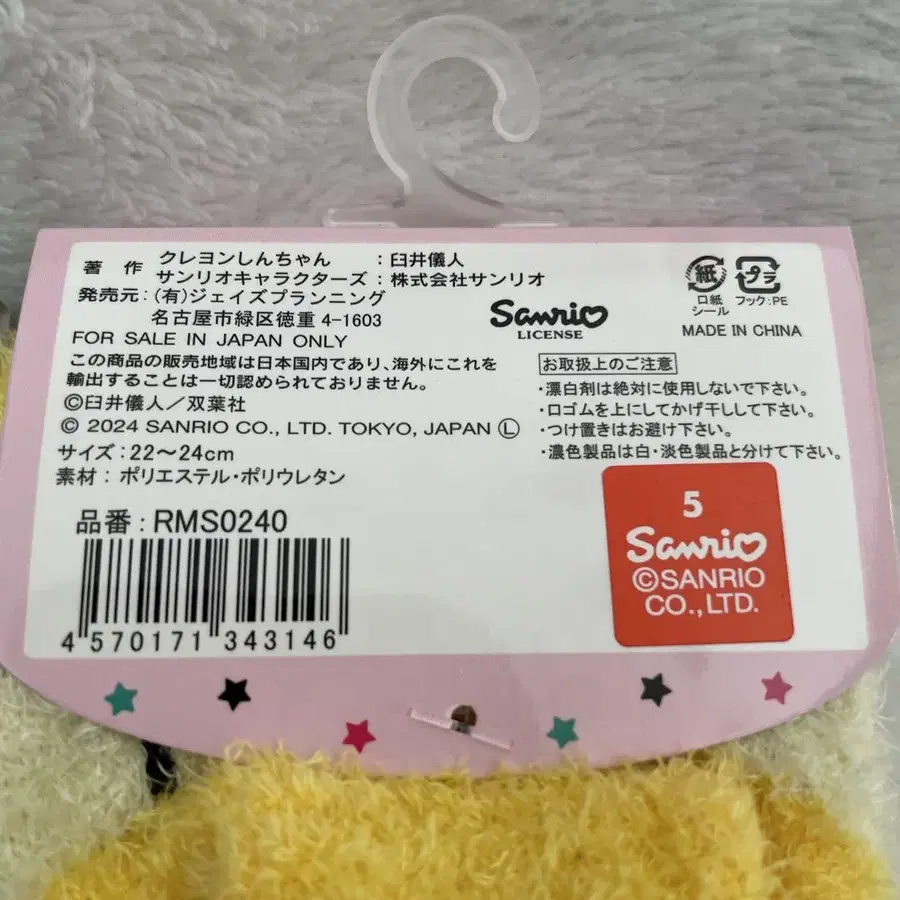 著 作 クレヨンしんちゃん : 臼井儀人
サンリオキャラクターズ : 株式会社サンリオ
発売元: (有)ジェイズプランニング
名古屋市緑区徳重 4-1603
FOR SALE IN JAPAN ONLY
この商品の販売地域は日本国内であり、海外にこれを
輸出することは一切認められておりません。
©臼井儀人/双葉社
© 2024 SANRIO CO., LTD. TOKYO, JAPAN Ⓛ
サイズ:22～24cm
素材: ポリエステル・ポリウレタン
品番: RMS0240
4 570171 343146
Sanrio
LICENSE
紙
口紙
シール
プラ
フック:PE
MADE IN CHINA
お取扱上のご注意
・漂白剤は絶対に使用しないで下さい。
・口ゴムを上にしてかげ干しして下さい。
・つけ置きはお避け下さい。
・濃色製品は白・淡色製品と分けて下さい。
5
Sanrio
©SANRIO
CO.,LTD.